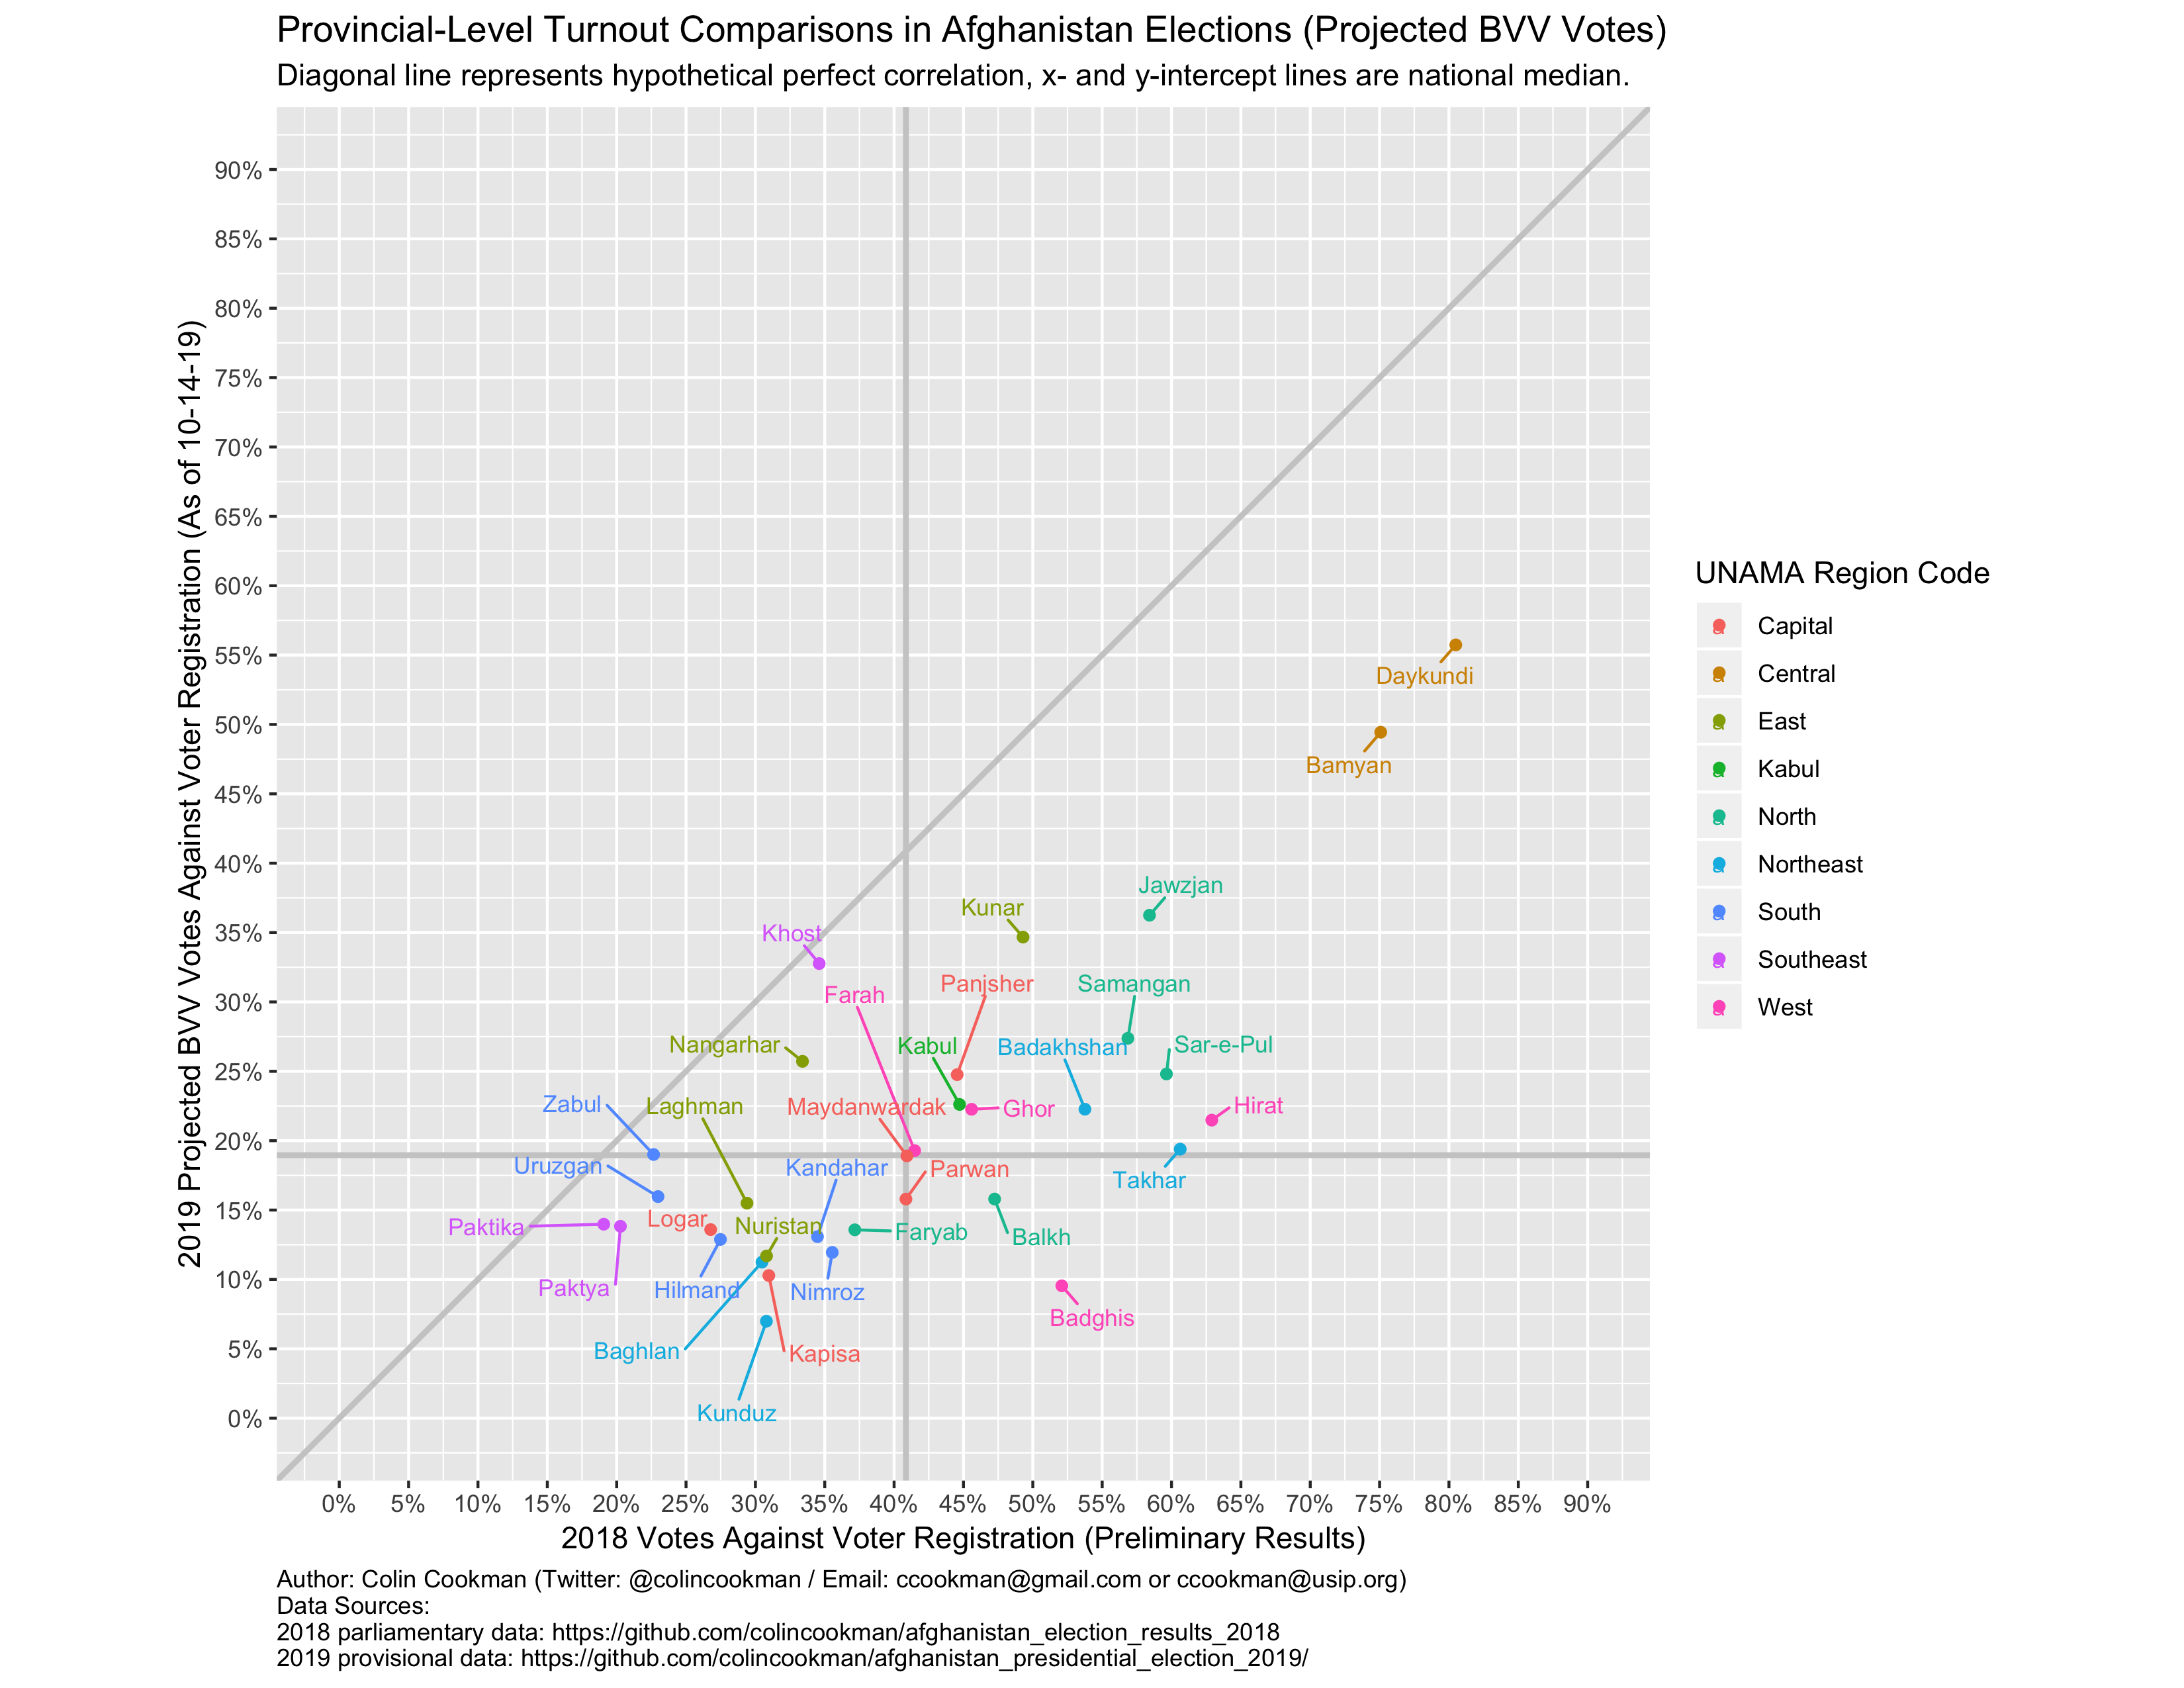 Provincial-Level Turnout Comparisons in Afghanistan Elections (Projected BVV Votes)
Diagonal line represents hypothetical perfect correlation, x- and y-intercept lines are national median.
2019 Projected BVV Votes Against Voter Registration (As of 10-14-19)
90%
85%
80%
75%
70%
65%
60%
55%
50%
45%
40%
35%
30%
25%
20%
15%
10%
5%
0%
Daykundi
Bamyan
Jawzjan
Kunar
Khost
Panjsher
Samangan
Farah
Nangarhar
Kabul
Badakhshan
Sar-e-Pul
Zabul
Laghman
Maydanwardak
Ghor
Hirat
Uruzgan
Kandahar
Parwan
Takhar
Paktika
Logar
Nuristan
Faryab
Balkh
Paktya
Hilmand
Nimroz
Badghis
Baghlan
Kapisa
Kunduz
0% 5% 10% 15% 20% 25% 30% 35% 40% 45% 50% 55% 60% 65% 70% 75% 80% 85% 90%
2018 Votes Against Voter Registration (Preliminary Results)
UNAMA Region Code
a Capital
a Central
a East
a Kabul
a North
a Northeast
a South
a Southeast
a West
Author: Colin Cookman (Twitter: @colincookman / Email: ccookman@gmail.com or ccookman@usip.org)
Data Sources:
2018 parliamentary data: https://github.com/colincookman/afghanistan_election_results_2018
2019 provisional data: https://github.com/colincookman/afghanistan_presidential_election_2019/